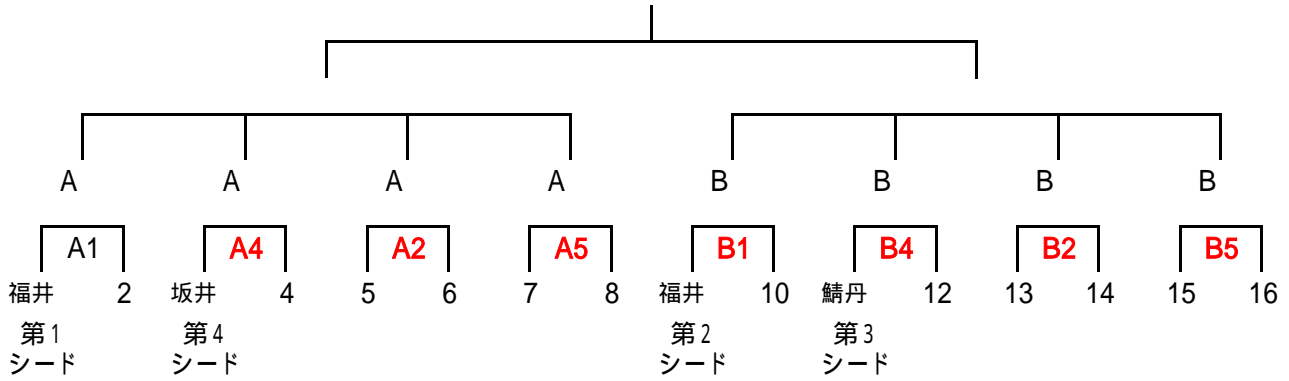 A A A A B B B B
A1 A4 A2 A5 B1 B4 B2 B5
福井 2 坂井 4 5 6 7 8 福井 10 鯖丹 12 13 14 15 16
第1 第4 第2 第3
シード シード シード シード